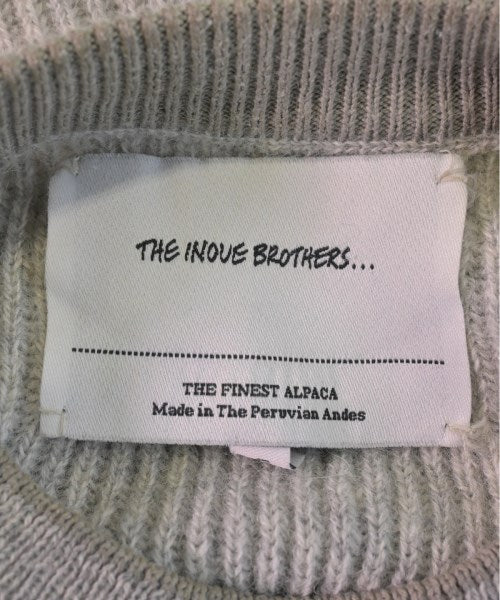 THE INOUE BROTHERS...
THE FINEST ALPACA
Made in The Peruvian Andes